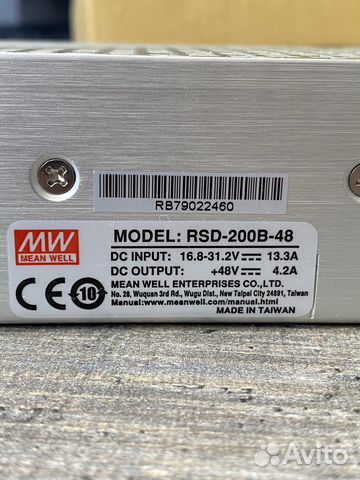 RB79022460
MW
MEAN WELL
MODEL: RSD-200B-48
DC INPUT: 16.8-31.2V⎓ 13.3A
DC OUTPUT: +48V⎓ 4.2A
MEAN WELL ENTERPRISES CO.,LTD.
No. 28, Wuquan 3rd Rd., Wugu Dist., New Taipei City 24891, Taiwan
Manual:www.meanwell.com/manual.html
MADE IN TAIWAN
10
Avito